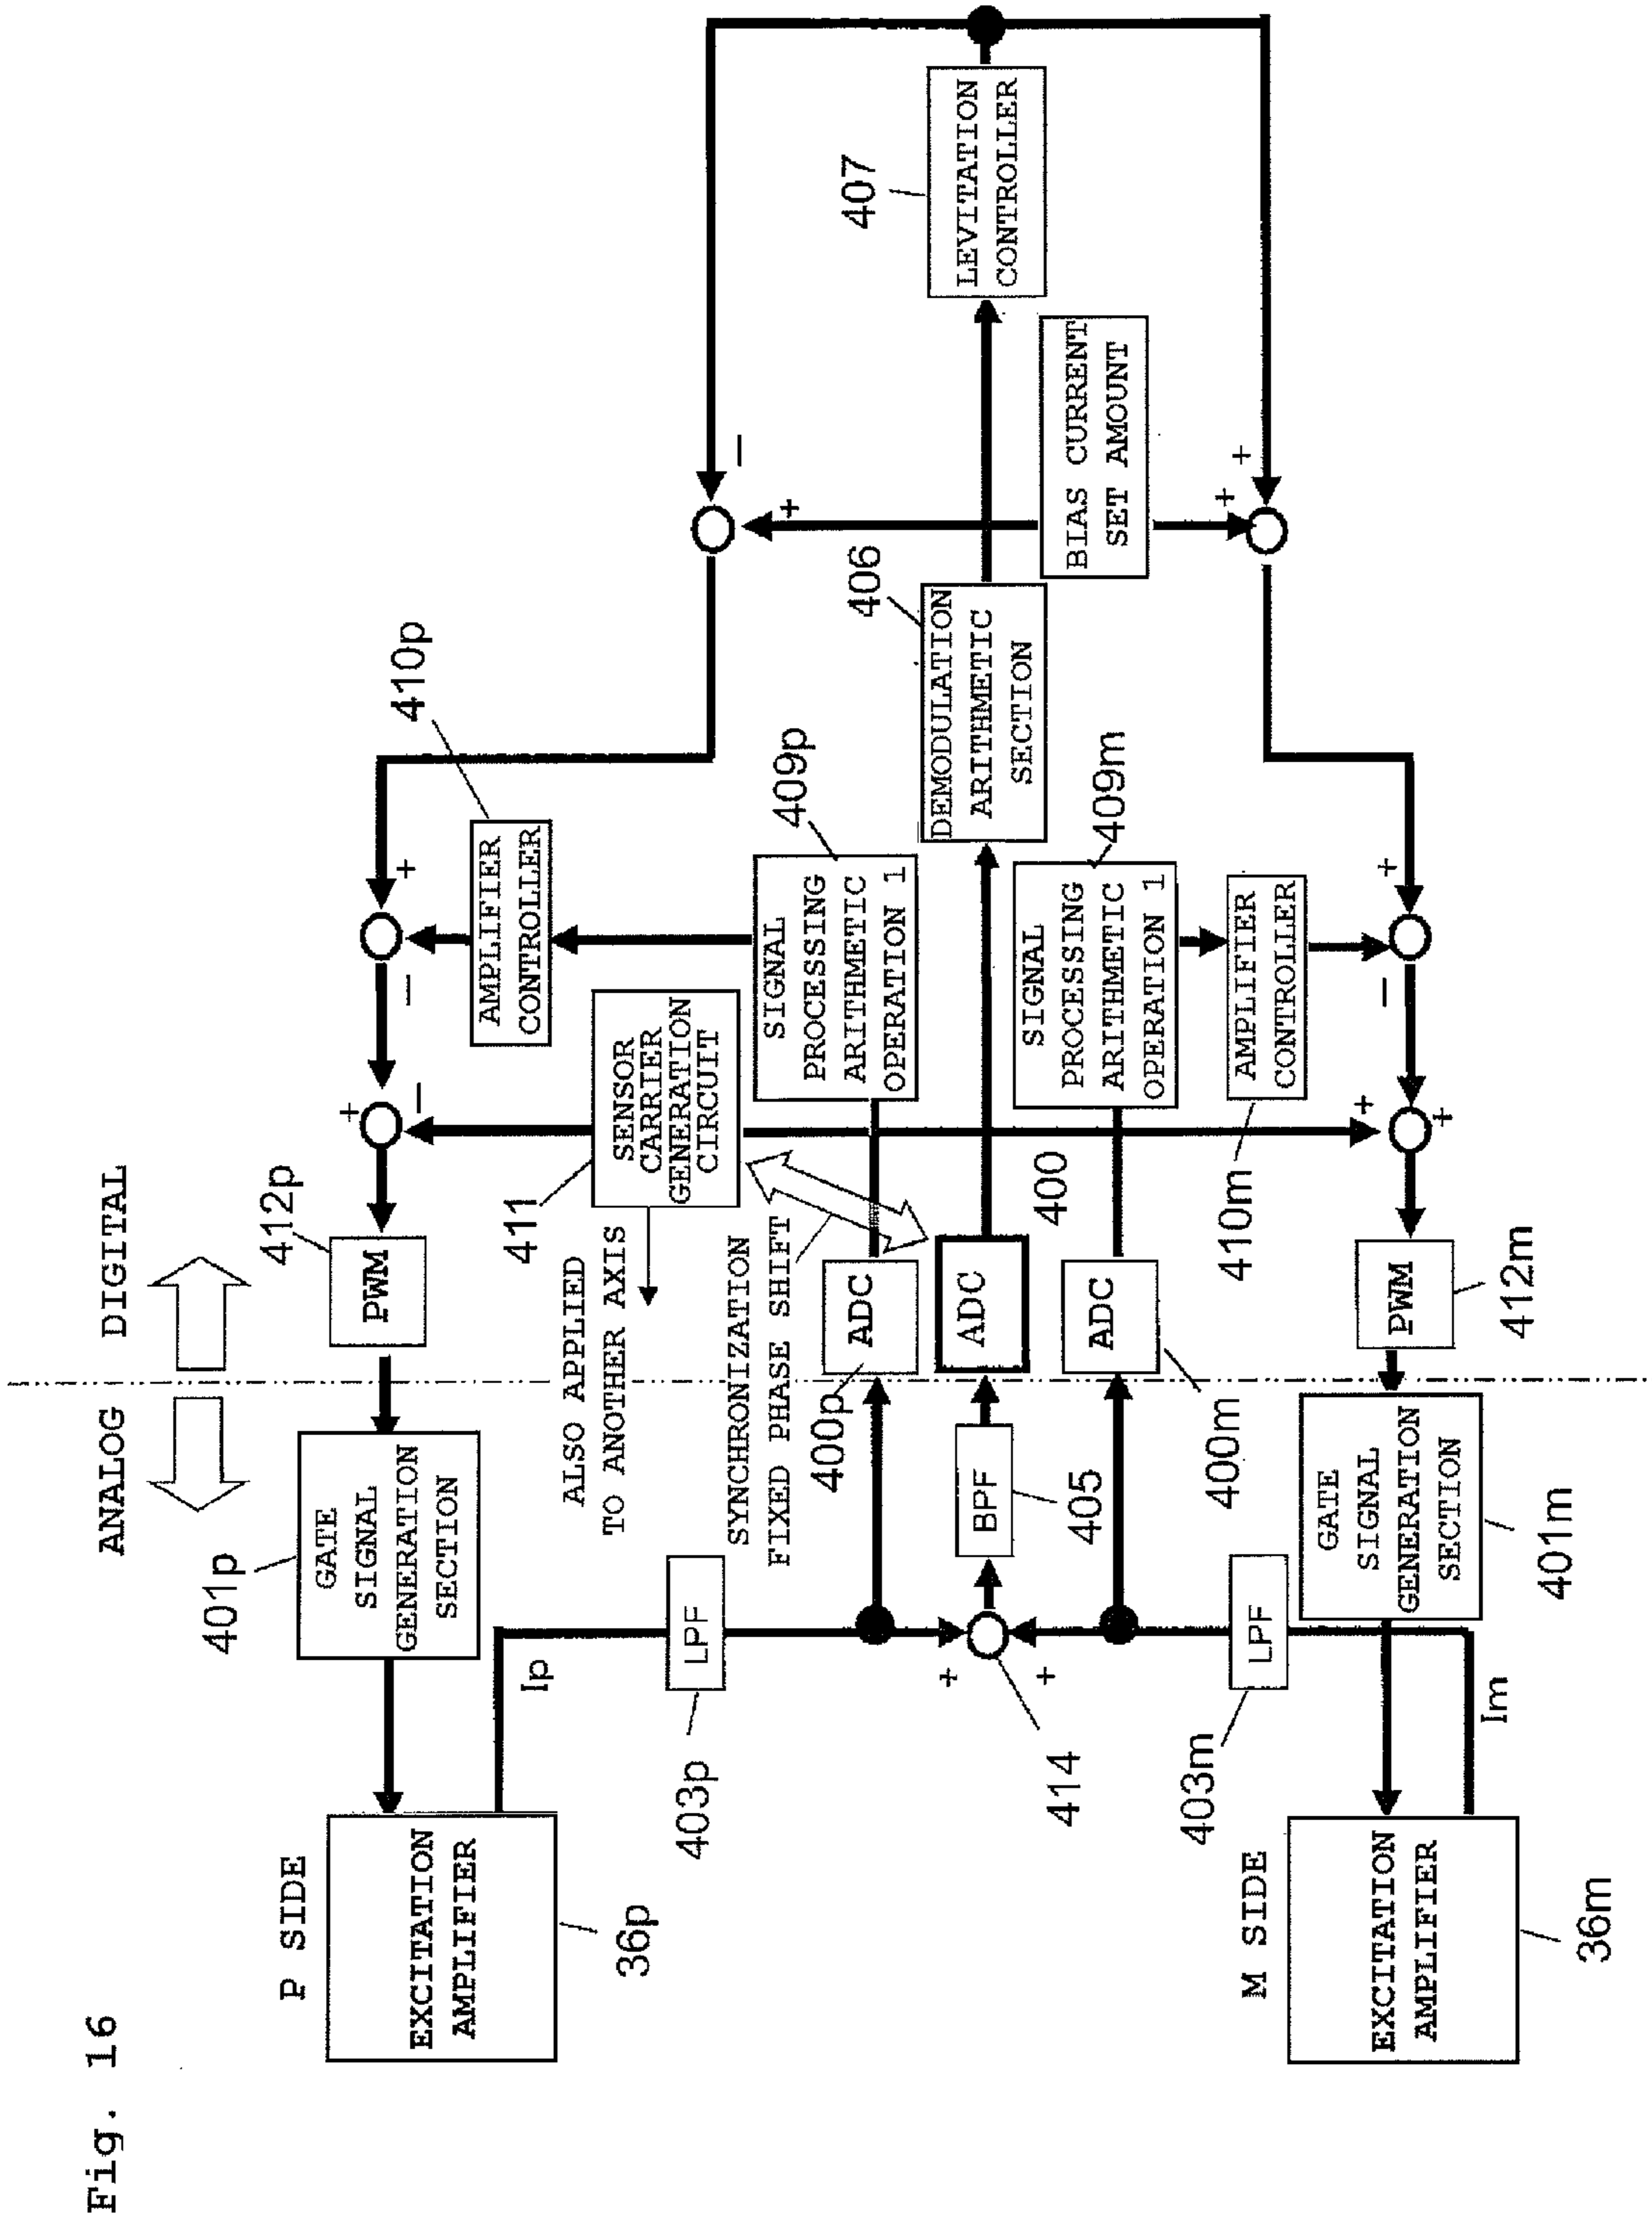 Fig. 16
ANALOG
DIGITAL
P SIDE
EXCITATION
AMPLIFIER
36p
401p
GATE
SIGNAL
GENERATION
SECTION
412p
PWM
+
−
−
+
410p
AMPLIFIER
CONTROLLER
411
SENSOR
CARRIER
GENERATION
CIRCUIT
ALSO APPLIED
TO ANOTHER AXIS
SYNCHRONIZATION
FIXED PHASE SHIFT
Ip
LPF
403p
400p
ADC
SIGNAL
PROCESSING
ARITHMETIC
OPERATION 1
409p
−
+
+
+
414
BPF
405
ADC
400
DEMODULATION
ARITHMETIC
SECTION
406
LEVITATION
CONTROLLER
407
BIAS CURRENT
SET AMOUNT
+
+
ADC
400m
SIGNAL
PROCESSING
ARITHMETIC
OPERATION 1
409m
AMPLIFIER
CONTROLLER
410m
403m
LPF
Im
M SIDE
EXCITATION
AMPLIFIER
36m
GATE
SIGNAL
GENERATION
SECTION
401m
PWM
412m
+
+
−
+